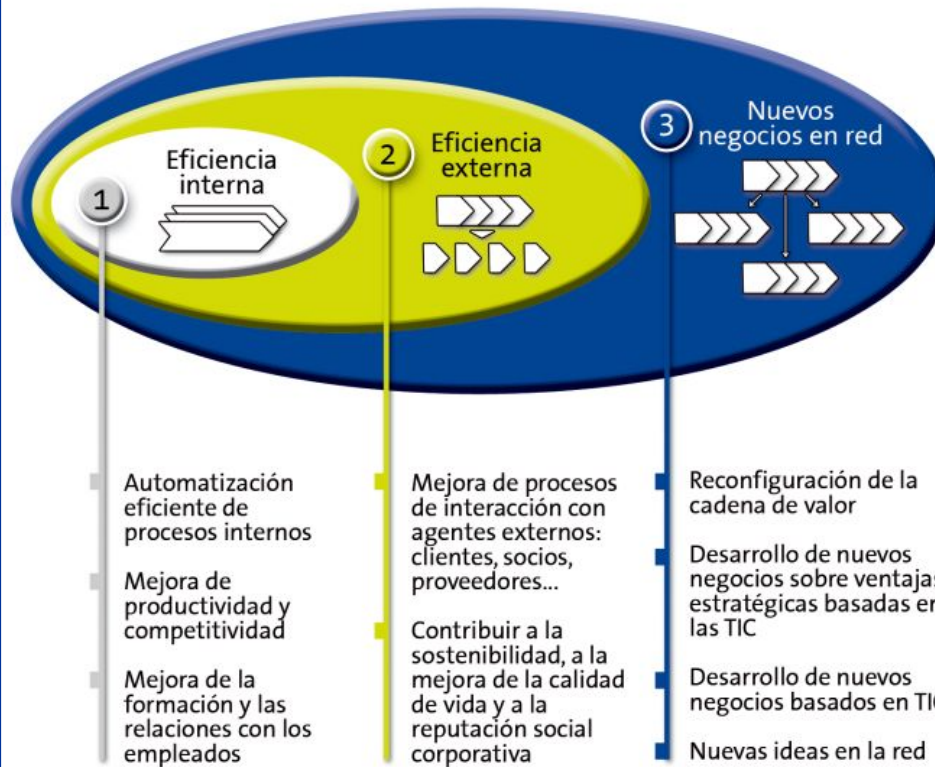 1
Eficiencia
interna
2
Eficiencia
externa
3
Nuevos
negocios en red
Automatización
eficiente de
procesos internos
Mejora de
productividad y
competitividad
Mejora de la
formación y las
relaciones con los
empleados
Mejora de procesos
de interacción con
agentes externos:
clientes, socios,
proveedores...
Contribuir a la
sostenibilidad, a la
mejora de la calidad
de vida y a la
reputación social
corporativa
Reconfiguración de la
cadena de valor
Desarrollo de nuevos
negocios sobre ventajas
estratégicas basadas en
las TIC
Desarrollo de nuevos
negocios basados en TIC
Nuevas ideas en la red